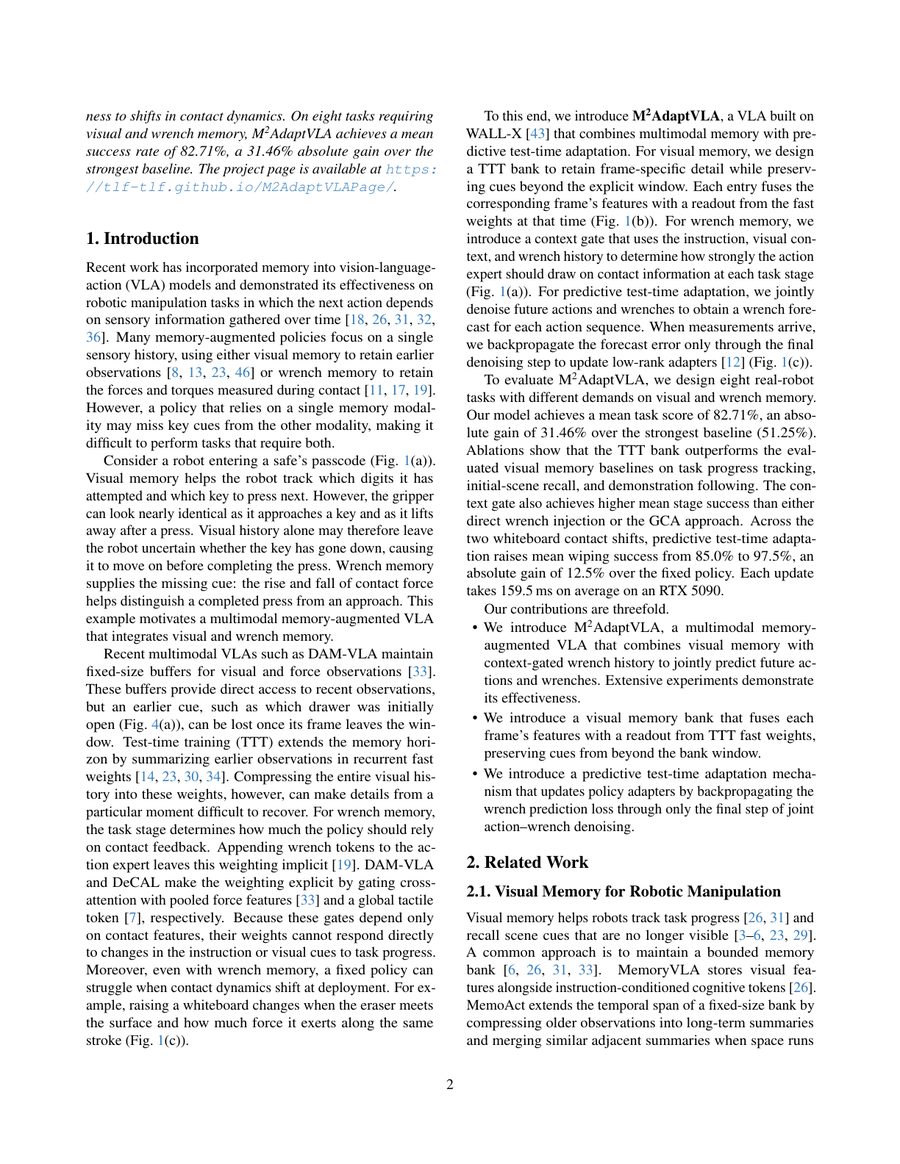 ness to shifts in contact dynamics. On eight tasks requiring
visual and wrench memory, M²AdaptVLA achieves a mean
success rate of 82.71%, a 31.46% absolute gain over the
strongest baseline. The project page is available at https:
//tlf-tlf.github.io/M2AdaptVLAPage/.
1. Introduction
Recent work has incorporated memory into vision-language-
action (VLA) models and demonstrated its effectiveness on
robotic manipulation tasks in which the next action depends
on sensory information gathered over time [18, 26, 31, 32,
36]. Many memory-augmented policies focus on a single
sensory history, using either visual memory to retain earlier
observations [8, 13, 23, 46] or wrench memory to retain
the forces and torques measured during contact [11, 17, 19].
However, a policy that relies on a single memory modal-
ity may miss key cues from the other modality, making it
difficult to perform tasks that require both.
Consider a robot entering a safe's passcode (Fig. 1(a)).
Visual memory helps the robot track which digits it has
attempted and which key to press next. However, the gripper
can look nearly identical as it approaches a key and as it lifts
away after a press. Visual history alone may therefore leave
the robot uncertain whether the key has gone down, causing
it to move on before completing the press. Wrench memory
supplies the missing cue: the rise and fall of contact force
helps distinguish a completed press from an approach. This
example motivates a multimodal memory-augmented VLA
that integrates visual and wrench memory.
Recent multimodal VLAs such as DAM-VLA maintain
fixed-size buffers for visual and force observations [33].
These buffers provide direct access to recent observations,
but an earlier cue, such as which drawer was initially
open (Fig. 4(a)), can be lost once its frame leaves the win-
dow. Test-time training (TTT) extends the memory hori-
zon by summarizing earlier observations in recurrent fast
weights [14, 23, 30, 34]. Compressing the entire visual his-
tory into these weights, however, can make details from a
particular moment difficult to recover. For wrench memory,
the task stage determines how much the policy should rely
on contact feedback. Appending wrench tokens to the ac-
tion expert leaves this weighting implicit [19]. DAM-VLA
and DeCAL make the weighting explicit by gating cross-
attention with pooled force features [33] and a global tactile
token [7], respectively. Because these gates depend only
on contact features, their weights cannot respond directly
to changes in the instruction or visual cues to task progress.
Moreover, even with wrench memory, a fixed policy can
struggle when contact dynamics shift at deployment. For ex-
ample, raising a whiteboard changes when the eraser meets
the surface and how much force it exerts along the same
stroke (Fig. 1(c)).
To this end, we introduce M²AdaptVLA, a VLA built on
WALL-X [43] that combines multimodal memory with pre-
dictive test-time adaptation. For visual memory, we design
a TTT bank to retain frame-specific detail while preserv-
ing cues beyond the explicit window. Each entry fuses the
corresponding frame's features with a readout from the fast
weights at that time (Fig. 1(b)). For wrench memory, we
introduce a context gate that uses the instruction, visual con-
text, and wrench history to determine how strongly the action
expert should draw on contact information at each task stage
(Fig. 1(a)). For predictive test-time adaptation, we jointly
denoise future actions and wrenches to obtain a wrench fore-
cast for each action sequence. When measurements arrive,
we backpropagate the forecast error only through the final
denoising step to update low-rank adapters [12] (Fig. 1(c)).
To evaluate M²AdaptVLA, we design eight real-robot
tasks with different demands on visual and wrench memory.
Our model achieves a mean task score of 82.71%, an abso-
lute gain of 31.46% over the strongest baseline (51.25%).
Ablations show that the TTT bank outperforms the eval-
uated visual memory baselines on task progress tracking,
initial-scene recall, and demonstration following. The con-
text gate also achieves higher mean stage success than either
direct wrench injection or the GCA approach. Across the
two whiteboard contact shifts, predictive test-time adapta-
tion raises mean wiping success from 85.0% to 97.5%, an
absolute gain of 12.5% over the fixed policy. Each update
takes 159.5 ms on average on an RTX 5090.
Our contributions are threefold.
• We introduce M²AdaptVLA, a multimodal memory-
augmented VLA that combines visual memory with
context-gated wrench history to jointly predict future ac-
tions and wrenches. Extensive experiments demonstrate
its effectiveness.
• We introduce a visual memory bank that fuses each
frame's features with a readout from TTT fast weights,
preserving cues from beyond the bank window.
• We introduce a predictive test-time adaptation mecha-
nism that updates policy adapters by backpropagating the
wrench prediction loss through only the final step of joint
action–wrench denoising.
2. Related Work
2.1. Visual Memory for Robotic Manipulation
Visual memory helps robots track task progress [26, 31] and
recall scene cues that are no longer visible [3–6, 23, 29].
A common approach is to maintain a bounded memory
bank [6, 26, 31, 33]. MemoryVLA stores visual fea-
tures alongside instruction-conditioned cognitive tokens [26].
MemoAct extends the temporal span of a fixed-size bank by
compressing older observations into long-term summaries
and merging similar adjacent summaries when space runs
2